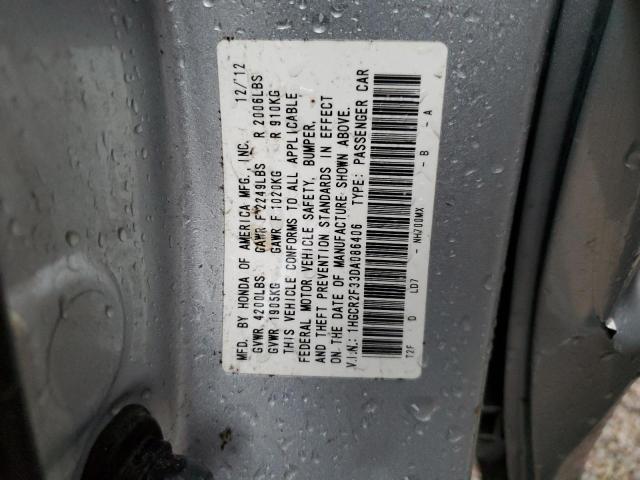 MFD. BY HONDA OF AMERICA MFG., INC. 12/12
GVWR 4200LBS GAWR F 2249LBS R 2006LBS
GVWR 1905KG GAWR F 1020KG R 910KG
THIS VEHICLE CONFORMS TO ALL APPLICABLE
FEDERAL MOTOR VEHICLE SAFETY, BUMPER,
AND THEFT PREVENTION STANDARDS IN EFFECT
ON THE DATE OF MANUFACTURE SHOWN ABOVE.
V.I.N.: 1HGCR2F33DA086406 TYPE: PASSENGER CAR
T2F D LD7 - NH700MX - B - A